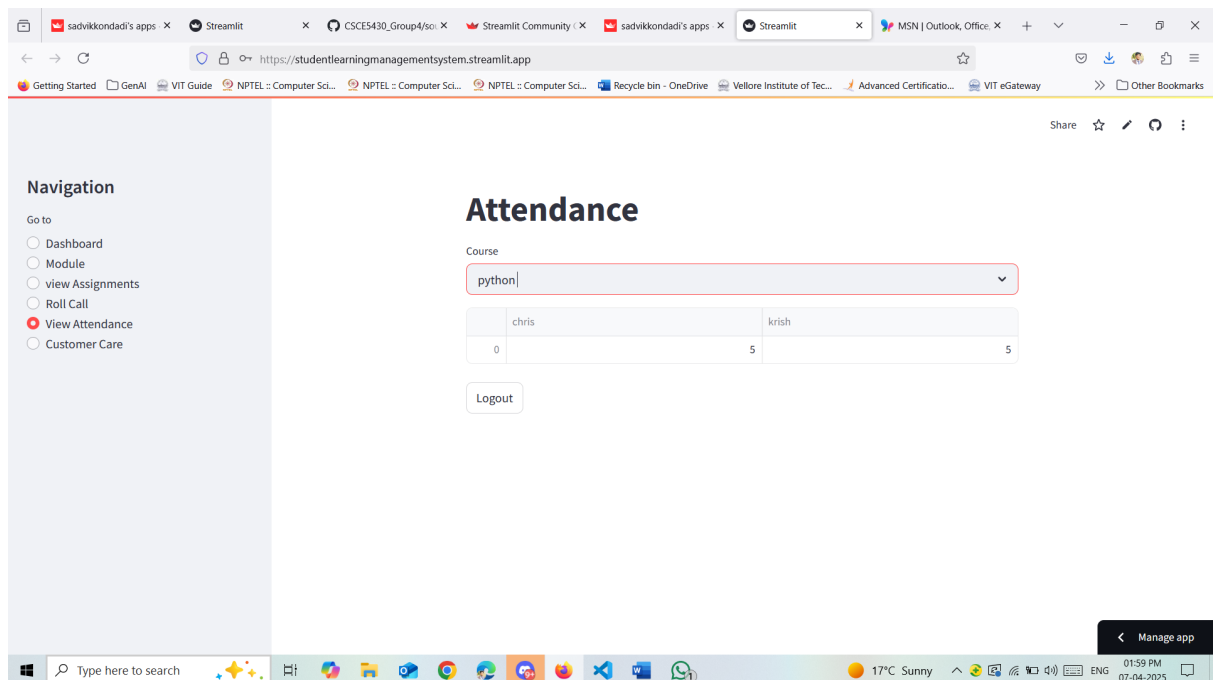 sadvikkondadi's apps
Streamlit
CSCE5430_Group4/sou
Streamlit Community
sadvikkondadi's apps
Streamlit
MSN | Outlook, Office,
https://studentlearningmanagementsystem.streamlit.app
Getting Started GenAI VIT Guide NPTEL :: Computer Sci... NPTEL :: Computer Sci... NPTEL :: Computer Sci... Recycle bin - OneDrive Vellore Institute of Tec... Advanced Certificatio... VIT eGateway Other Bookmarks
Share
Navigation
Go to
Dashboard
Module
view Assignments
Roll Call
View Attendance
Customer Care
Attendance
Course
python
chris krish
0 5 5
Logout
Manage app
Type here to search
17°C Sunny
ENG
01:59 PM
07-04-2025